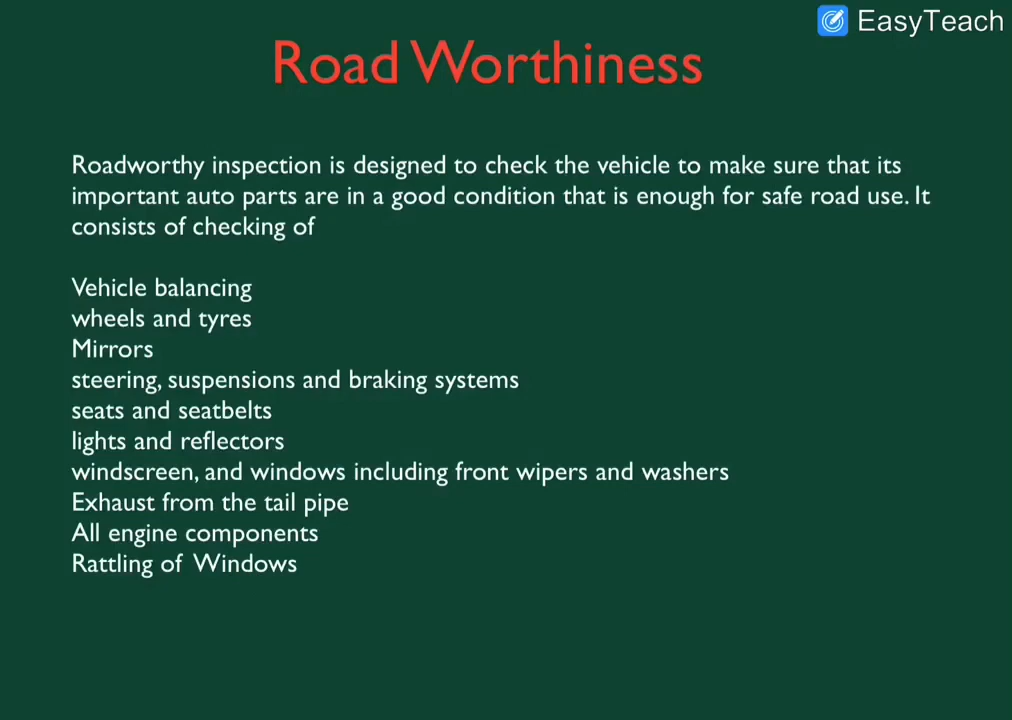 EasyTeach
Road Worthiness
Roadworthy inspection is designed to check the vehicle to make sure that its
important auto parts are in a good condition that is enough for safe road use. It
consists of checking of
Vehicle balancing
wheels and tyres
Mirrors
steering, suspensions and braking systems
seats and seatbelts
lights and reflectors
windscreen, and windows including front wipers and washers
Exhaust from the tail pipe
All engine components
Rattling of Windows